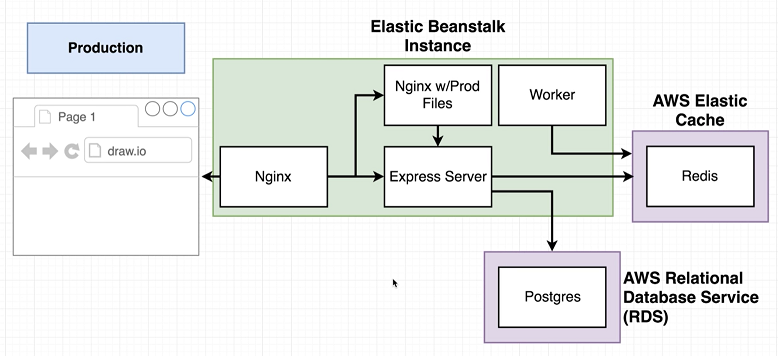 Production
Elastic Beanstalk
Instance
Page 1
draw.io
Nginx
Nginx w/Prod
Files
Worker
Express Server
AWS Elastic
Cache
Redis
Postgres
AWS Relational
Database Service
(RDS)